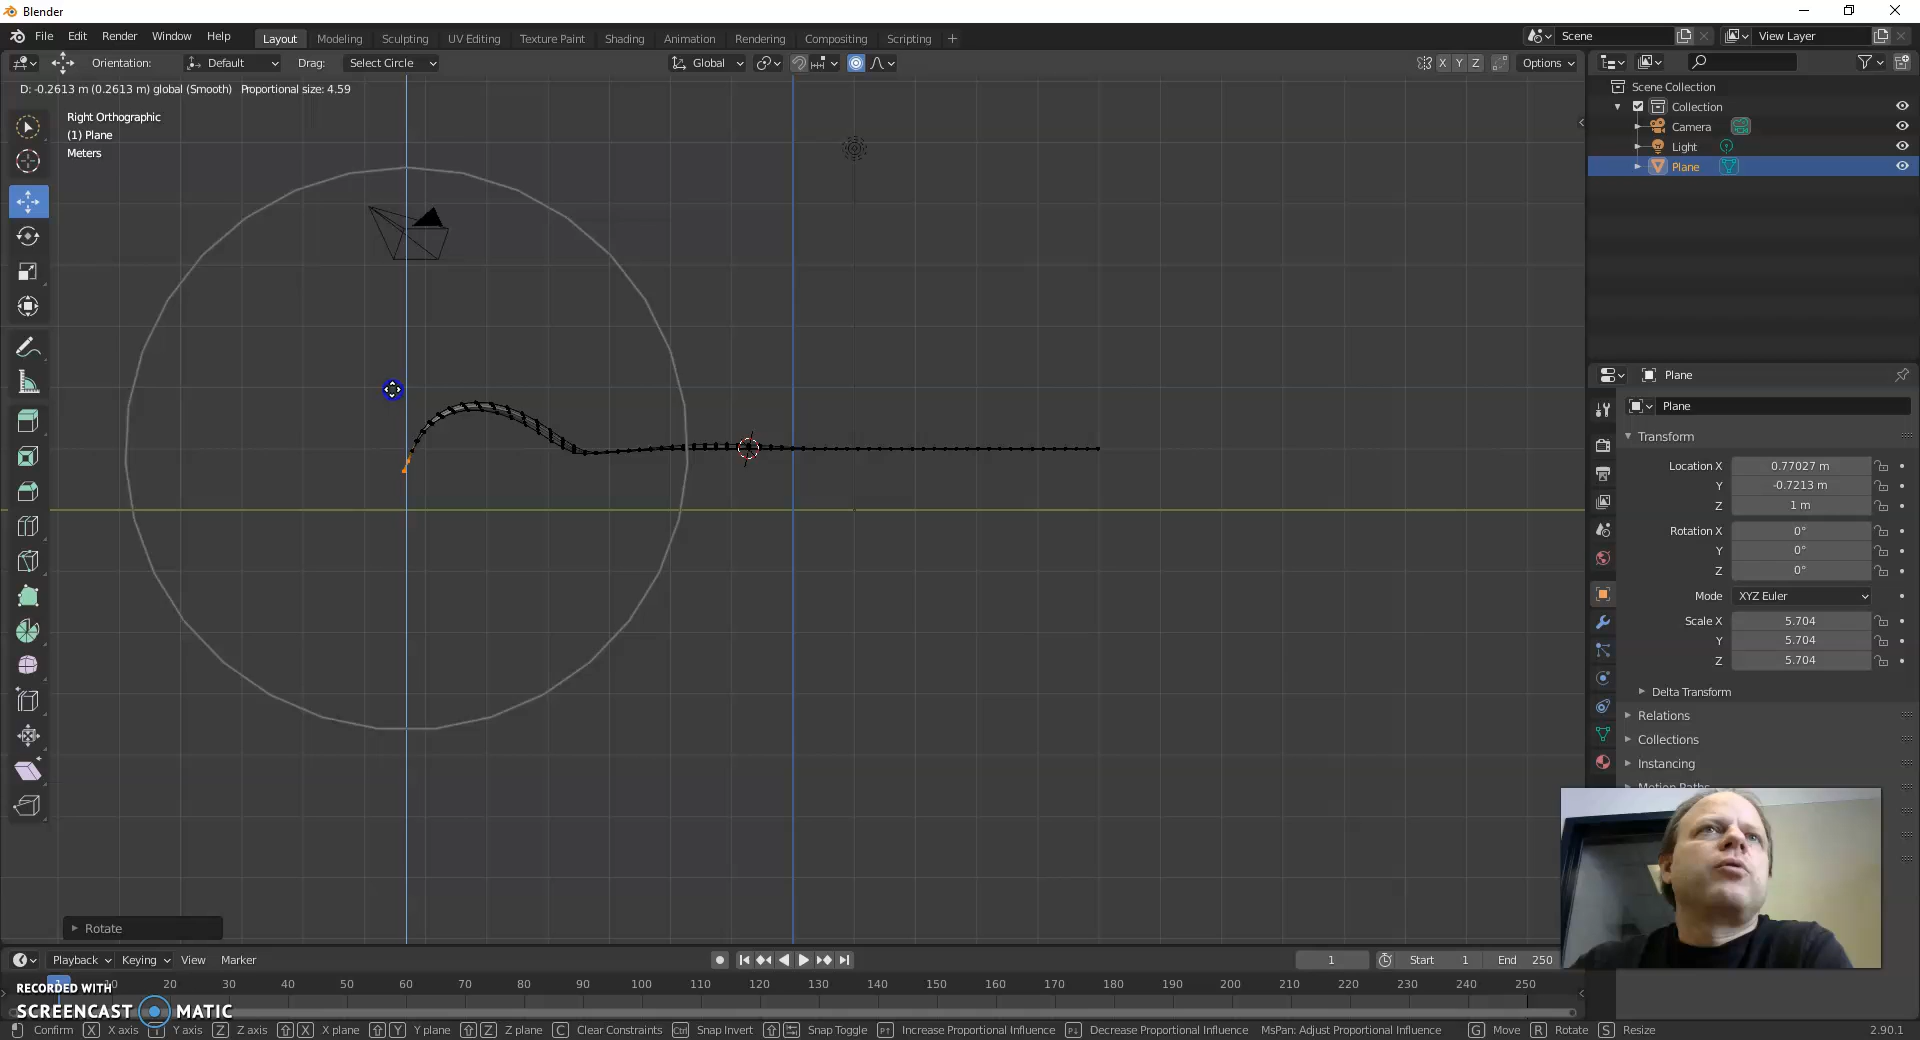 Blender
File Edit Render Window Help
Layout Modeling Sculpting UV Editing Texture Paint Shading Animation Rendering Compositing Scripting +
Scene
View Layer
Orientation: Default Drag: Select Circle
Global
X Y Z Options
D: -0.2613 m (0.2613 m) global (Smooth) Proportional size: 4.59
Right Orthographic
(1) Plane
Meters
Scene Collection
Collection
Camera
Light
Plane
Plane
Plane
Transform
Location X 0.77027 m
Y -0.7213 m
Z 1 m
Rotation X 0°
Y 0°
Z 0°
Mode XYZ Euler
Scale X 5.704
Y 5.704
Z 5.704
Delta Transform
Relations
Collections
Instancing
Rotate
Playback Keying View Marker
1 Start 1 End 250
1 10 20 30 40 50 60 70 80 90 100 110 120 130 140 150 160 170 180 190 200 210 220 230 240 250
RECORDED WITH
SCREENCAST MATIC
Confirm X X axis Y Y axis Z Z axis X X plane Y Y plane Z Z plane C Clear Constraints Ctrl Snap Invert Snap Toggle Increase Proportional Influence Decrease Proportional Influence MsPan: Adjust Proportional Influence G Move R Rotate S Resize 2.90.1